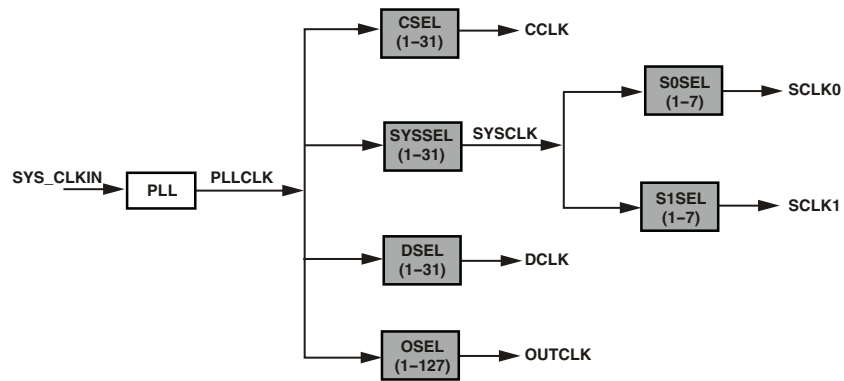 CSEL
(1–31)
CCLK
S0SEL
(1–7)
SCLK0
SYSSEL
(1–31)
SYSCLK
SYS_CLKIN
PLL
PLLCLK
S1SEL
(1–7)
SCLK1
DSEL
(1–31)
DCLK
OSEL
(1–127)
OUTCLK